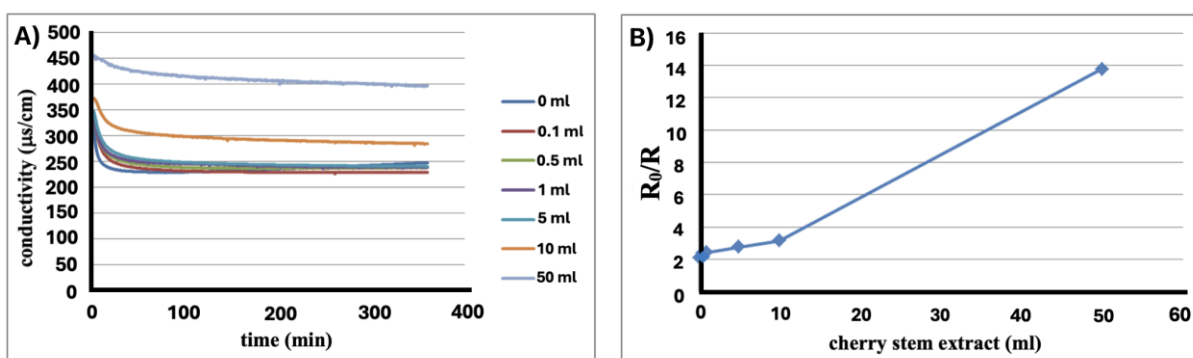 A)
500
450
400
350
300
250
200
150
100
50
0
conductivity (µs/cm)
0
100
200
300
400
time (min)
0 ml
0.1 ml
0.5 ml
1 ml
5 ml
10 ml
50 ml
B)
16
14
12
10
8
6
4
2
0
R₀/R
0
10
20
30
40
50
60
cherry stem extract (ml)